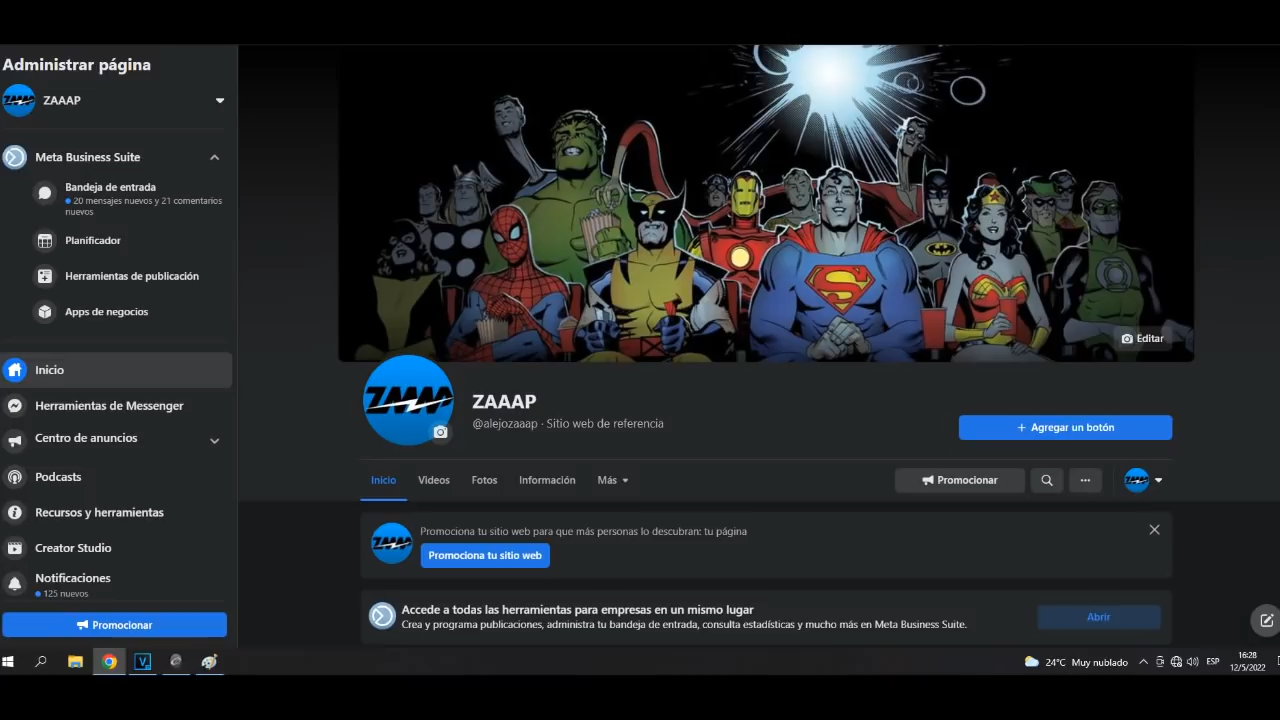 Administrar página
ZAAAP
Meta Business Suite
Bandeja de entrada
20 mensajes nuevos y 21 comentarios
nuevos
Planificador
Herramientas de publicación
Apps de negocios
Inicio
Herramientas de Messenger
Centro de anuncios
Podcasts
Recursos y herramientas
Creator Studio
Notificaciones
125 nuevos
Promocionar
Editar
ZAAAP
ZAAAP
@alejozaaap · Sitio web de referencia
+ Agregar un botón
Inicio
Videos
Fotos
Información
Más
Promocionar
Promociona tu sitio web para que más personas lo descubran: tu página
Promociona tu sitio web
Accede a todas las herramientas para empresas en un mismo lugar
Crea y programa publicaciones, administra tu bandeja de entrada, consulta estadísticas y mucho más en Meta Business Suite.
Abrir
24°C Muy nublado
ESP
16:28
12/5/2022